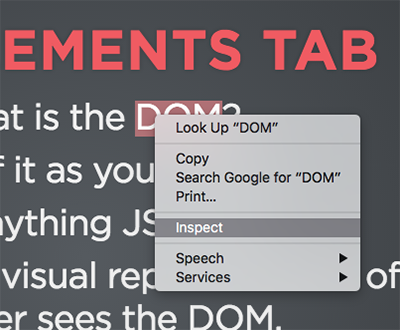 EMENTS TAB
at is the DOM?
f it as you
nything JS
visual rep of
er sees the DOM.
Look Up “DOM”
Copy
Search Google for “DOM”
Print...
Inspect
Speech
Services